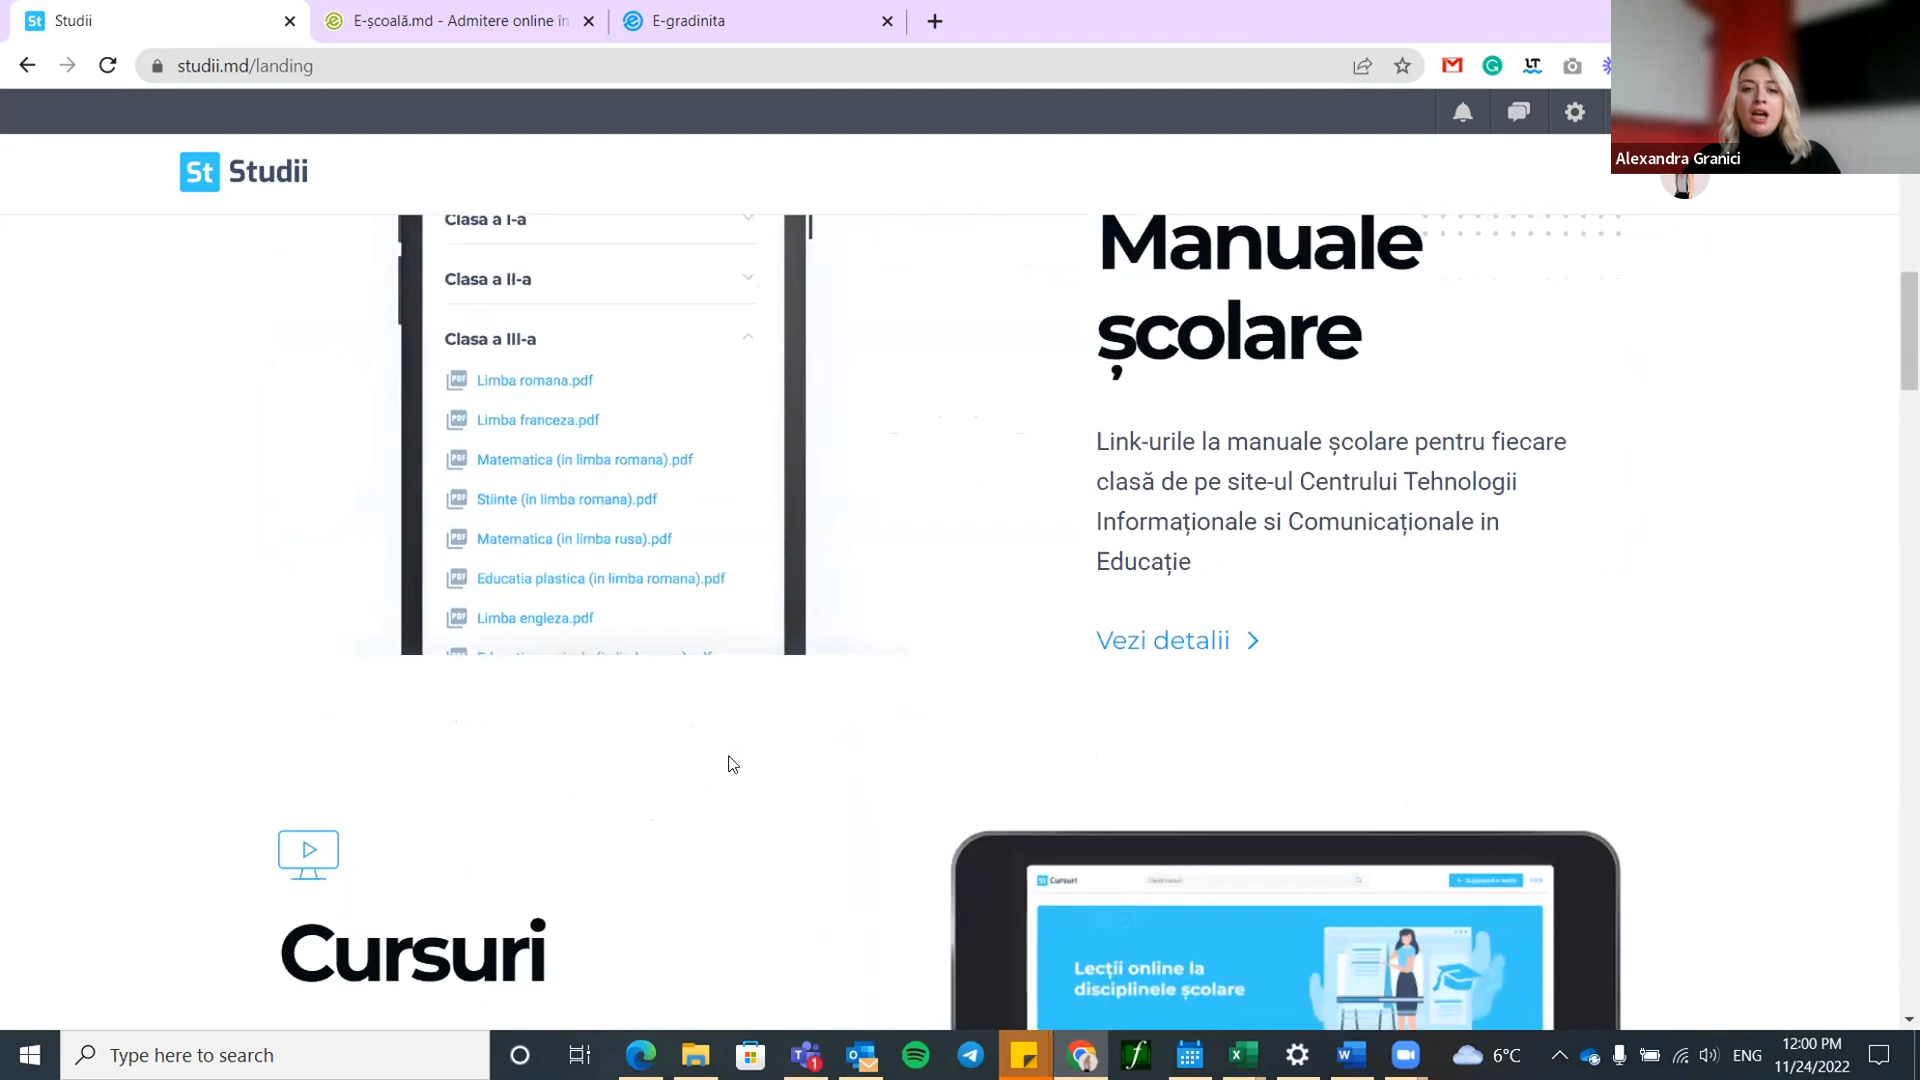 Studii
E-școală.md - Admitere online în
E-gradinita
studii.md/landing
Alexandra Granici
St Studii
Clasa a I-a
Clasa a II-a
Clasa a III-a
Limba romana.pdf
Limba franceza.pdf
Matematica (in limba romana).pdf
Stiinte (in limba romana).pdf
Matematica (in limba rusa).pdf
Educatia plastica (in limba romana).pdf
Limba engleza.pdf
Manuale
școlare
Link-urile la manuale școlare pentru fiecare
clasă de pe site-ul Centrului Tehnologii
Informaționale si Comunicaționale in
Educație
Vezi detalii
Cursuri
St Cursuri
Lecții online la
disciplinele școlare
Type here to search
6°C
ENG
12:00 PM
11/24/2022